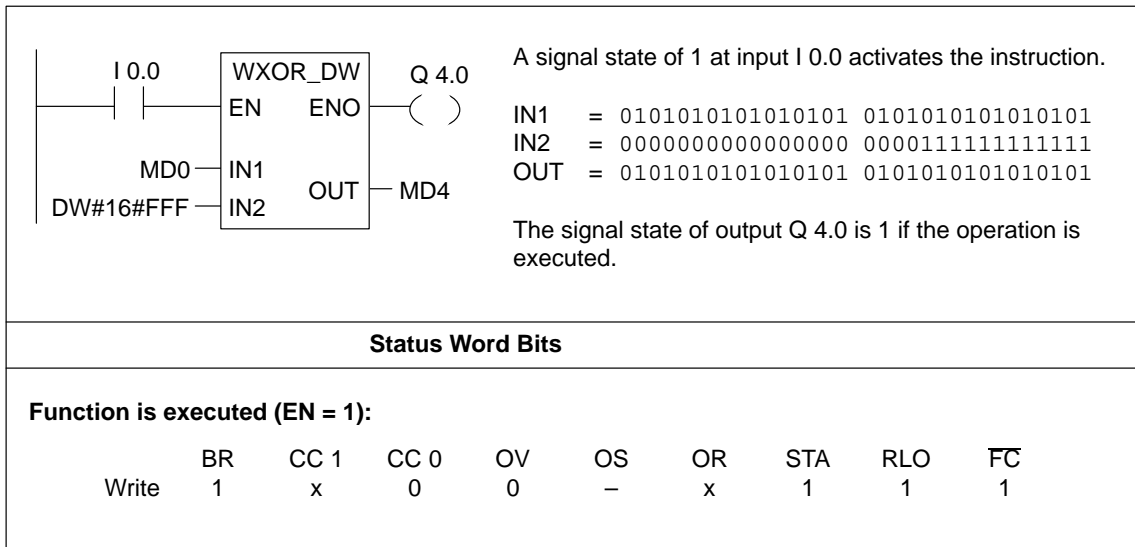 I 0.0
WXOR_DW
Q 4.0
EN ENO
MD0
IN1
OUT
MD4
DW#16#FFF
IN2
A signal state of 1 at input I 0.0 activates the instruction.
IN1 = 0101010101010101 0101010101010101
IN2 = 0000000000000000 0000111111111111
OUT = 0101010101010101 0101010101010101
The signal state of output Q 4.0 is 1 if the operation is
executed.
Status Word Bits
Function is executed (EN = 1):
BR CC 1 CC 0 OV OS OR STA RLO FC
Write 1 x 0 0 – x 1 1 1